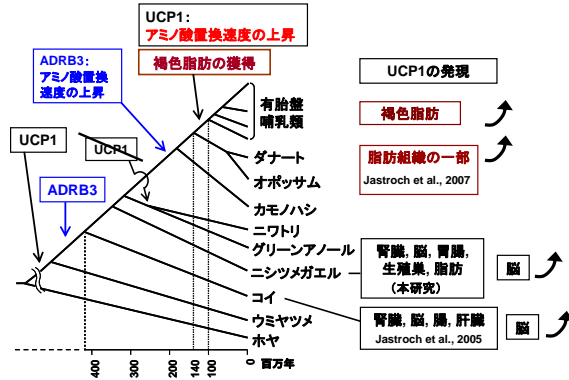 UCP1:
アミノ酸置換速度の上昇
褐色脂肪の獲得
ADRB3:
アミノ酸置換
速度の上昇
UCP1
UCP1
ADRB3
有胎盤
哺乳類
ダナート
オポッサム
カモノハシ
ニワトリ
グリーンアノール
ニシツメガエル
コイ
ウミヤツメ
ホヤ
400
200
140
100
0
百万年
UCP1の発現
褐色脂肪
脂肪組織の一部
Jastroch et al., 2007
腎臓, 脳, 胃腸,
生殖巣, 脂肪
(本研究)
脳
腎臓, 脳, 腸, 肝臓
Jastroch et al., 2005
脳